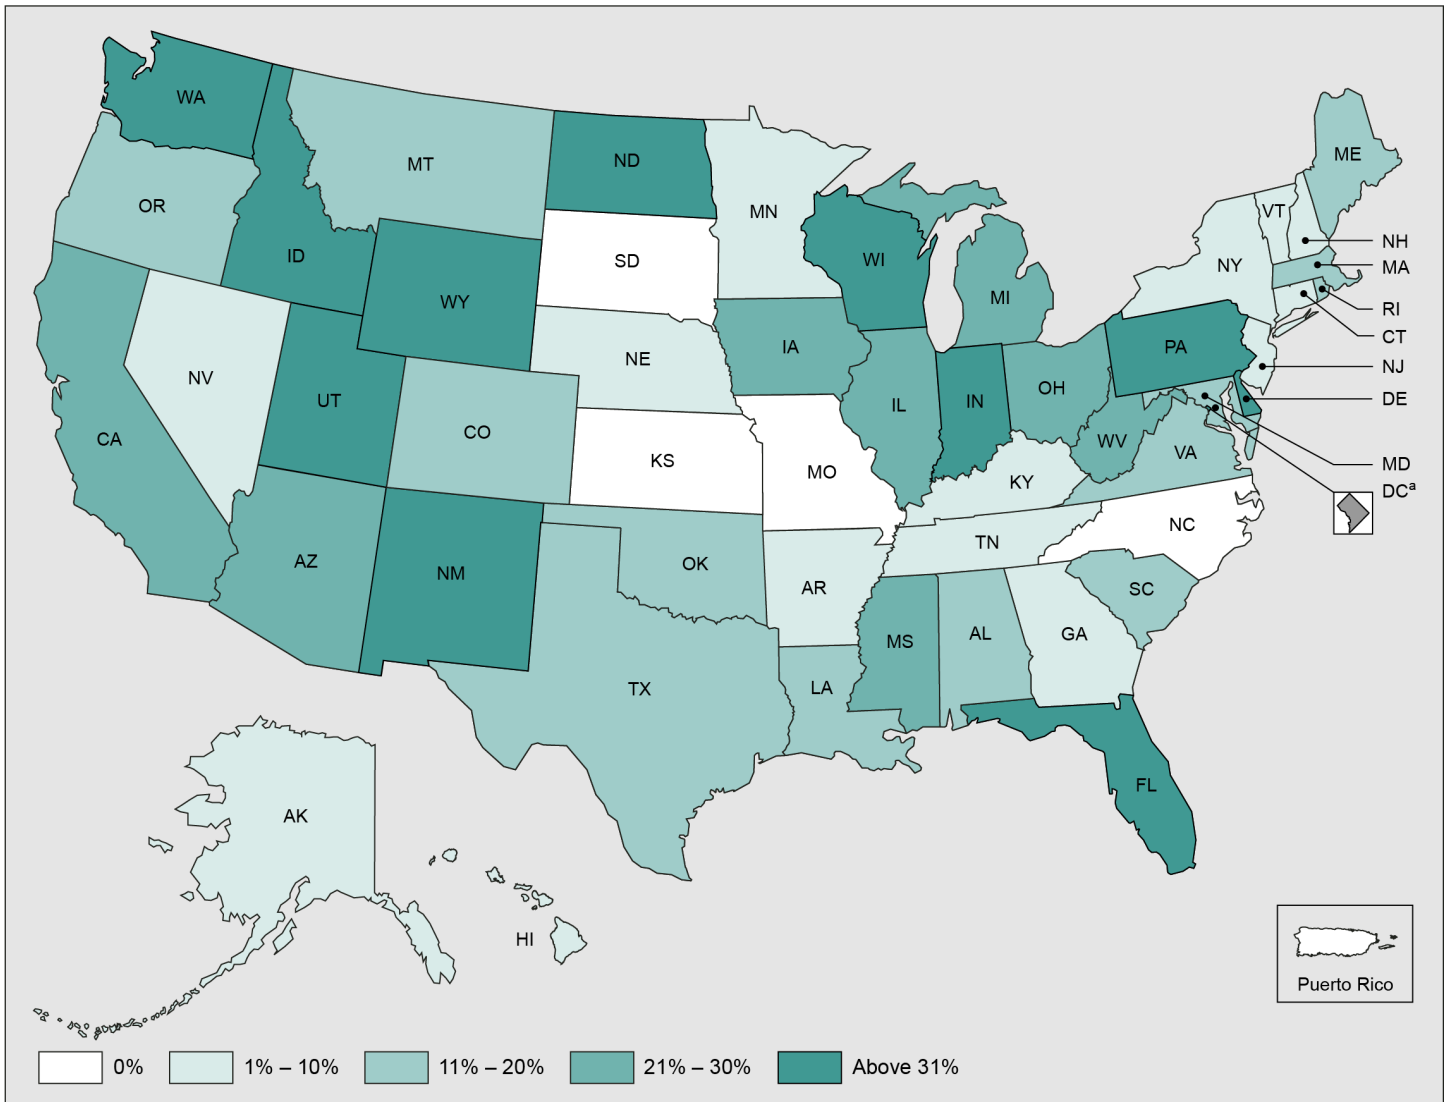 WA
MT
ND
ME
OR
MN
VT
NH
ID
SD
WI
NY
MA
WY
MI
RI
CT
NE
IA
PA
NJ
NV
UT
OH
DE
CO
IL
IN
CA
KS
WV
VA
MD
MO
KY
DCª
NC
TN
AZ
NM
OK
AR
SC
MS
AL
GA
TX
LA
FL
AK
HI
Puerto Rico
0%
1% – 10%
11% – 20%
21% – 30%
Above 31%